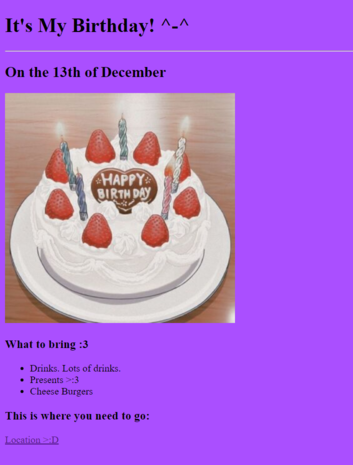 It's My Birthday! ^-^
On the 13th of December
HAPPY
BIRTHDAY
What to bring :3
Drinks. Lots of drinks.
Presents >:3
Cheese Burgers
This is where you need to go:
Location >:D